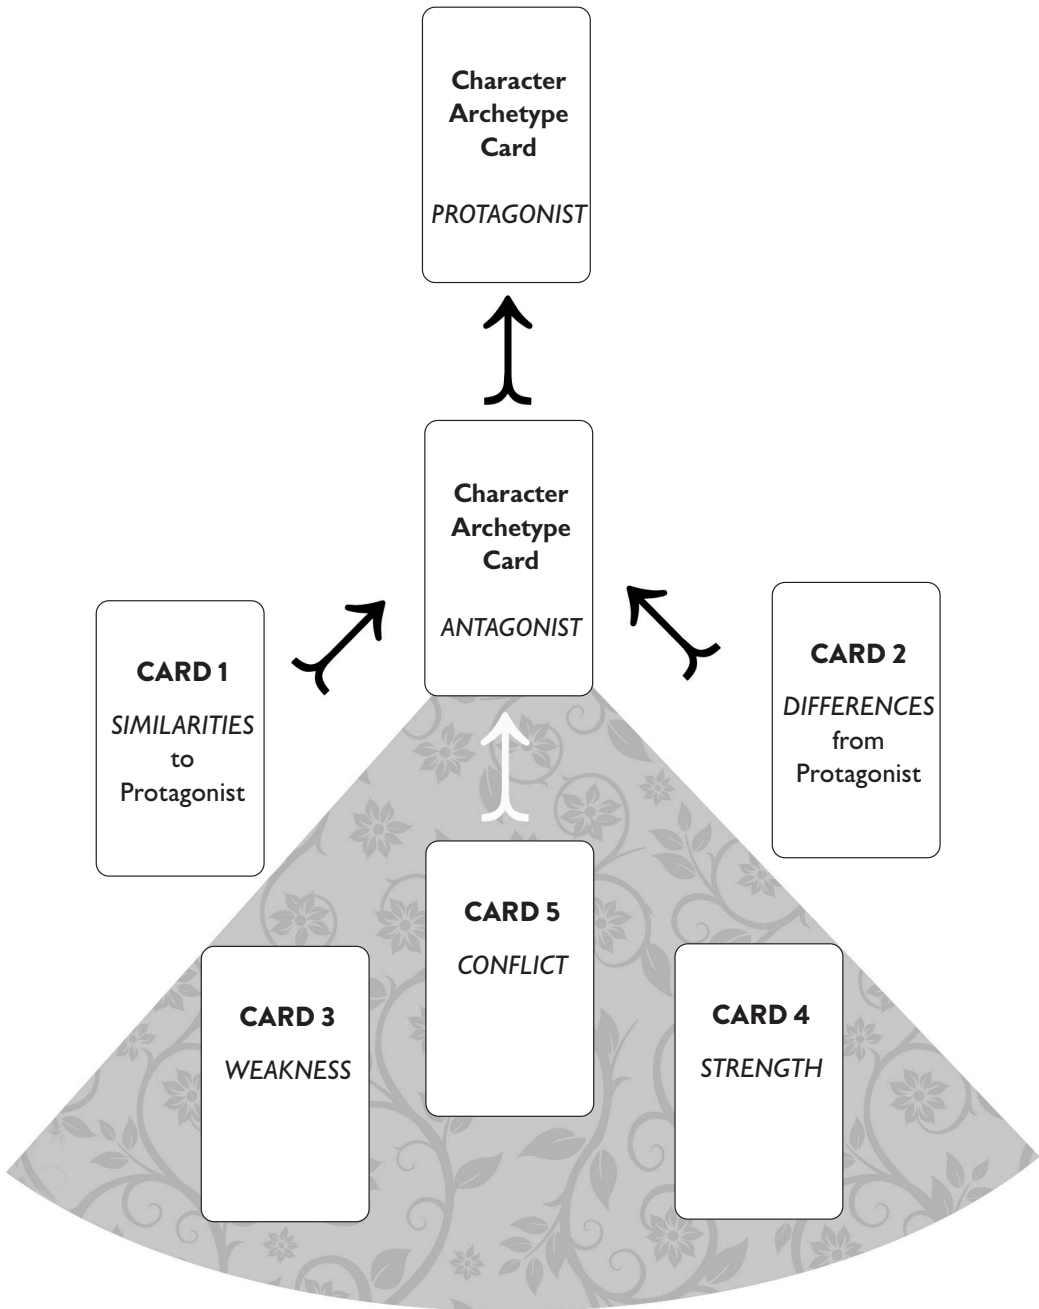 Character
Archetype
Card
PROTAGONIST
Character
Archetype
Card
ANTAGONIST
CARD 1
SIMILARITIES
to
Protagonist
CARD 2
DIFFERENCES
from
Protagonist
CARD 5
CONFLICT
CARD 3
WEAKNESS
CARD 4
STRENGTH